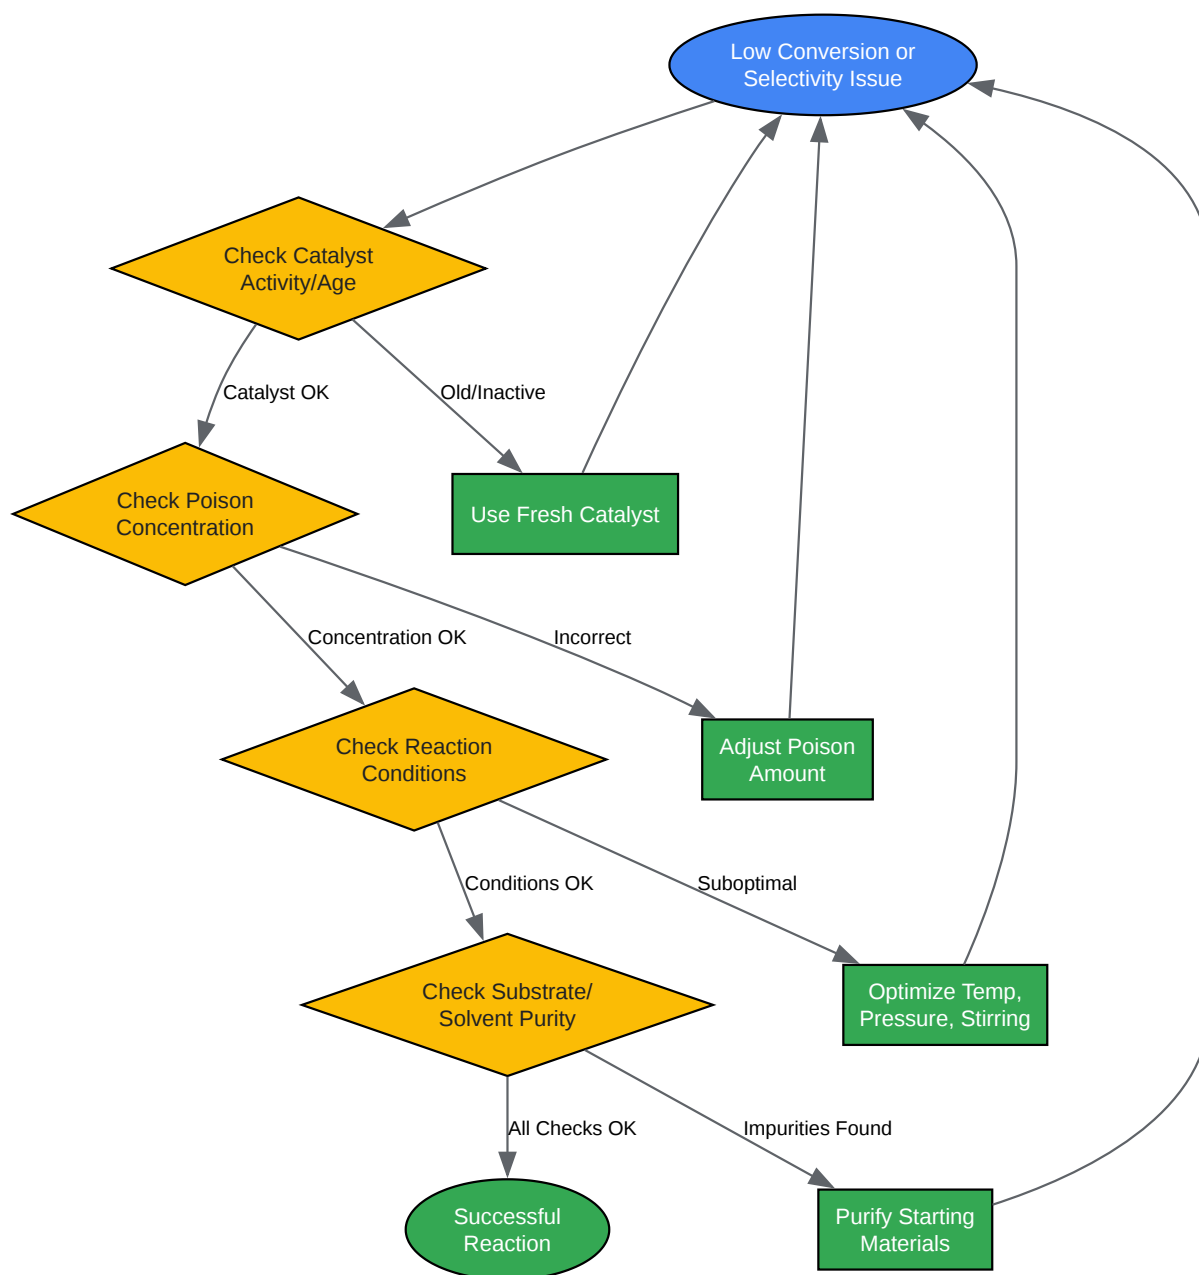 Low Conversion or
Selectivity Issue
Check Catalyst
Activity/Age
Catalyst OK
Old/Inactive
Check Poison
Concentration
Use Fresh Catalyst
Concentration OK
Incorrect
Check Reaction
Conditions
Adjust Poison
Amount
Conditions OK
Suboptimal
Check Substrate/
Solvent Purity
Optimize Temp,
Pressure, Stirring
All Checks OK
Impurities Found
Successful
Reaction
Purify Starting
Materials